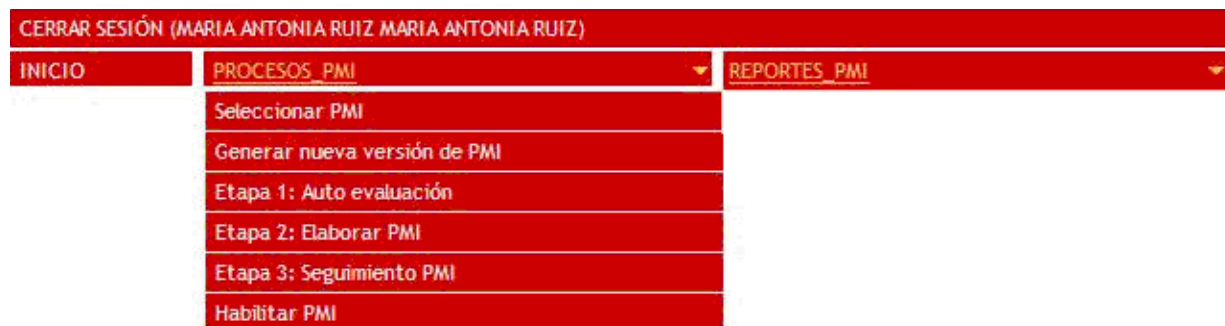 CERRAR SESIÓN (MARIA ANTONIA RUIZ MARIA ANTONIA RUIZ)
INICIO PROCESOS_PMI REPORTES_PMI
Seleccionar PMI
Generar nueva versión de PMI
Etapa 1: Auto evaluación
Etapa 2: Elaborar PMI
Etapa 3: Seguimiento PMI
Habilitar PMI